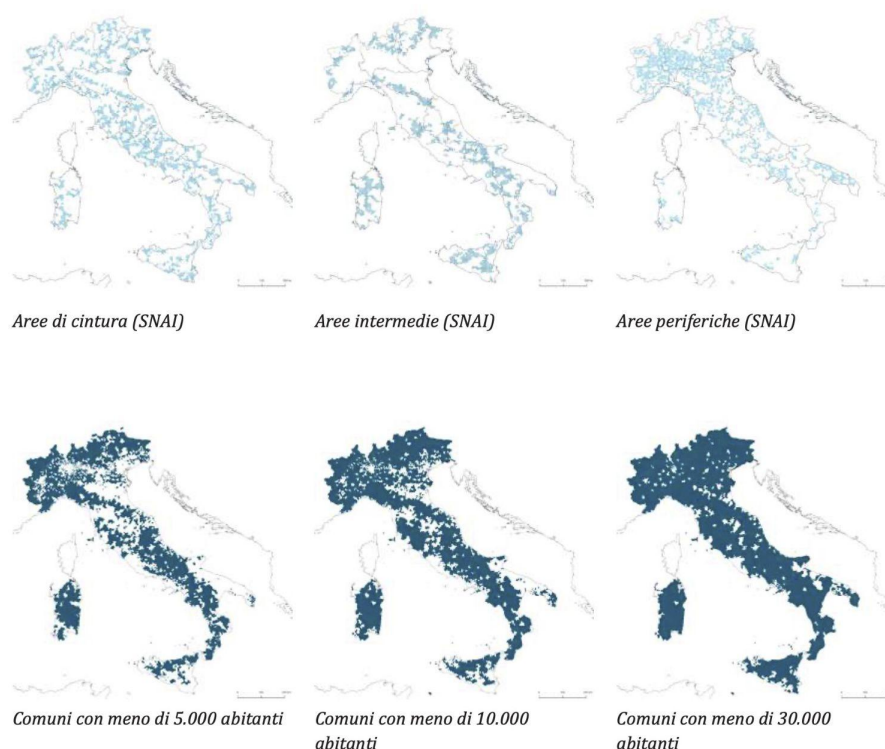 Aree di cintura (SNAI)
Aree intermedie (SNAI)
Aree periferiche (SNAI)
Comuni con meno di 5.000 abitanti
Comuni con meno di 10.000
abitanti
Comuni con meno di 30.000
abitanti